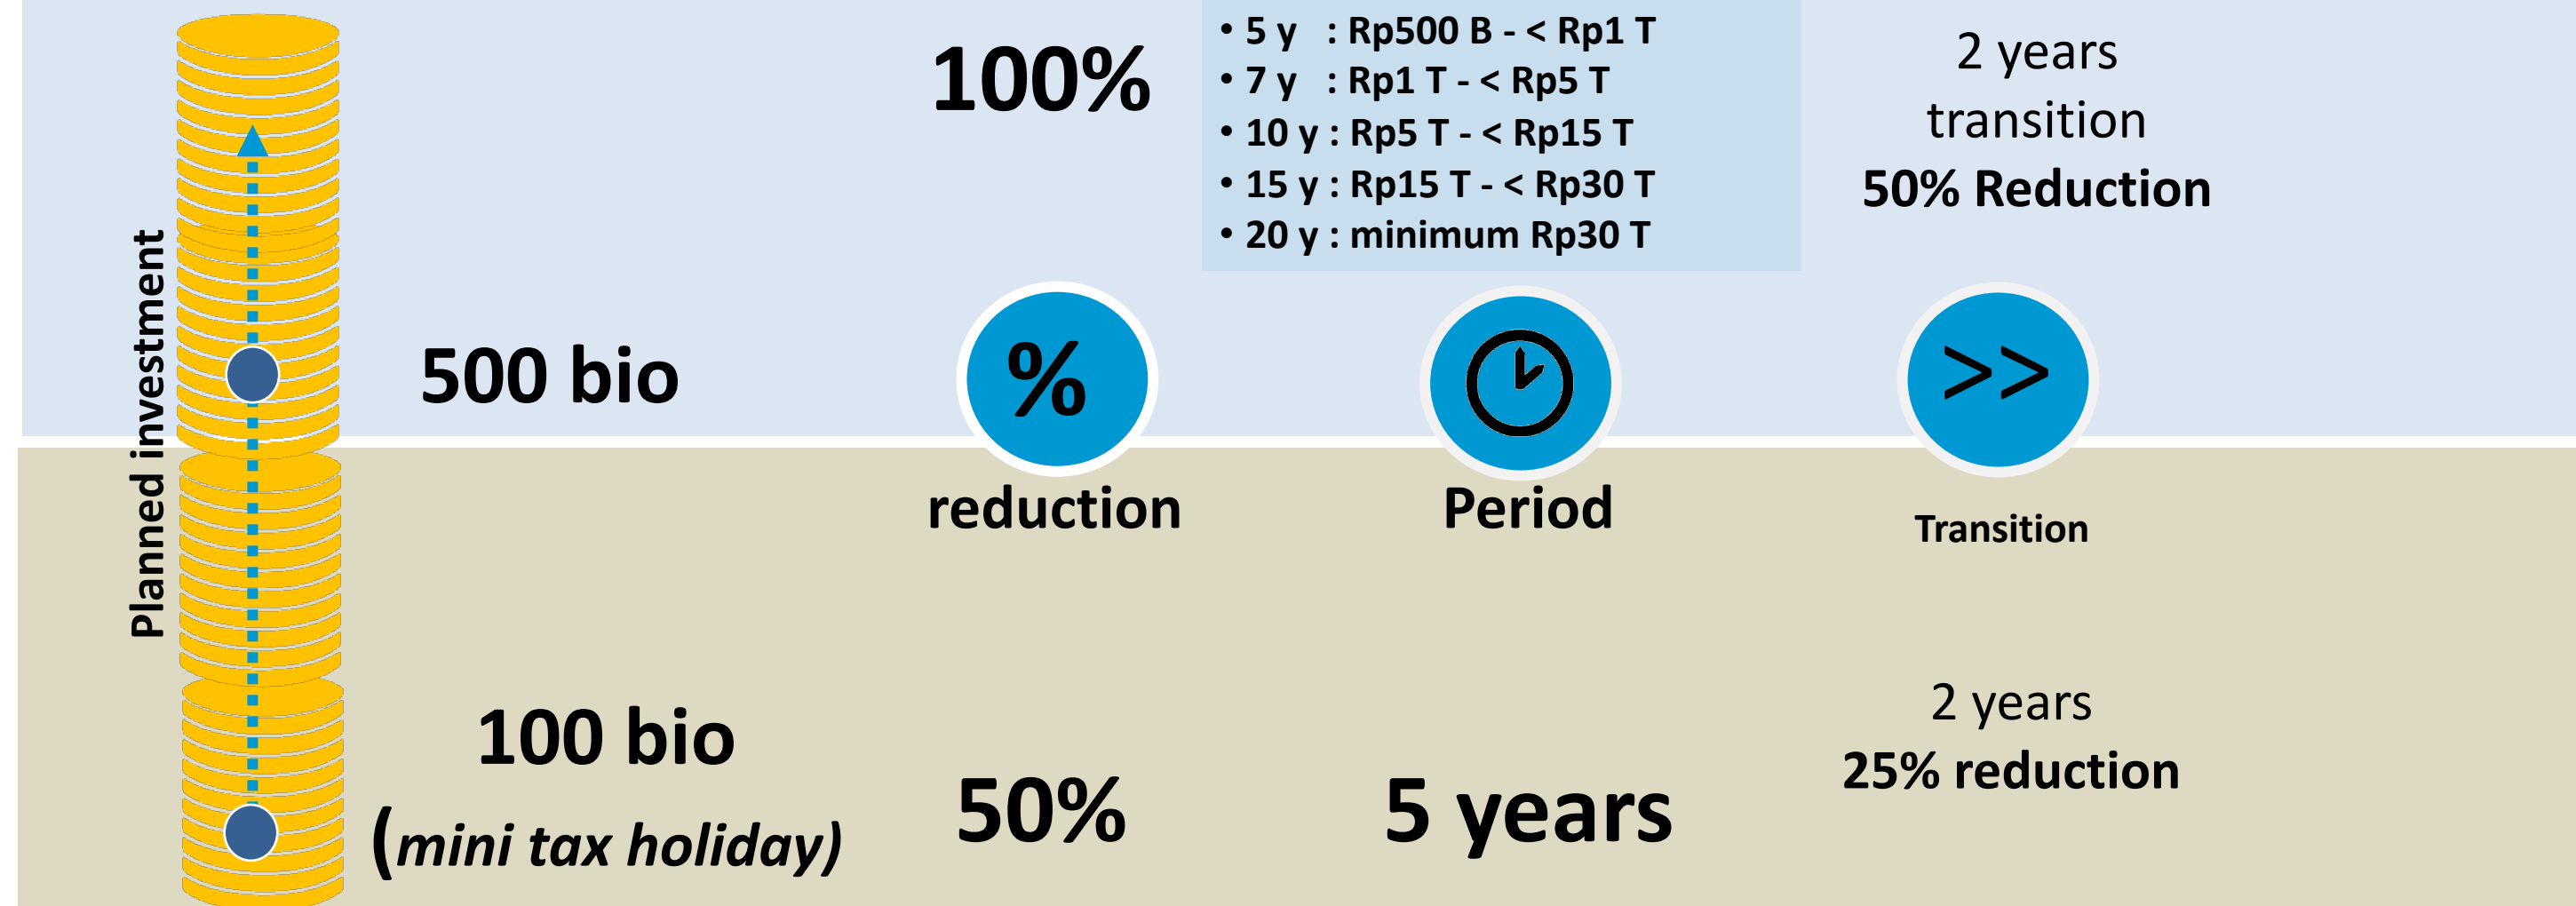 Planned investment
500 bio
100%
• 5 y : Rp500 B - < Rp1 T
• 7 y : Rp1 T - < Rp5 T
• 10 y : Rp5 T - < Rp15 T
• 15 y : Rp15 T - < Rp30 T
• 20 y : minimum Rp30 T
2 years
transition
50% Reduction
%
>>
reduction
Period
Transition
100 bio
(mini tax holiday)
50%
5 years
2 years
25% reduction